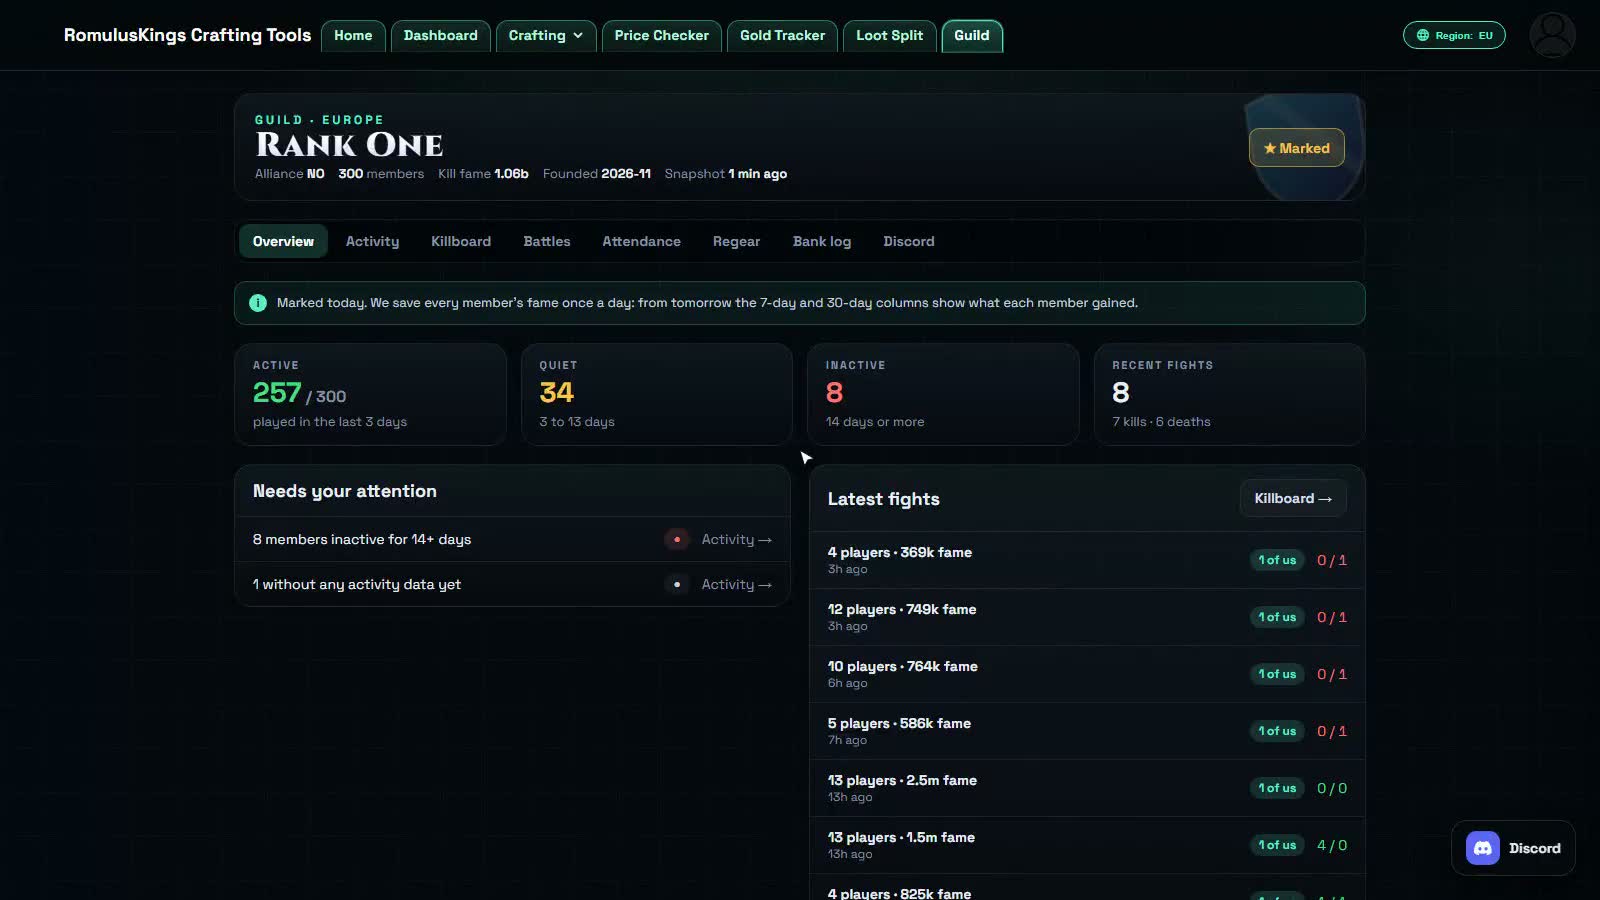 RomulusKings Crafting Tools
Home
Dashboard
Crafting
Price Checker
Gold Tracker
Loot Split
Guild
Region: EU
GUILD · EUROPE
RANK ONE
★ Marked
Alliance NO 300 members Kill fame 1.06b Founded 2026-11 Snapshot 1 min ago
Overview
Activity
Killboard
Battles
Attendance
Regear
Bank log
Discord
Marked today. We save every member's fame once a day: from tomorrow the 7-day and 30-day columns show what each member gained.
ACTIVE
257 / 300
played in the last 3 days
QUIET
34
3 to 13 days
INACTIVE
8
14 days or more
RECENT FIGHTS
8
7 kills · 6 deaths
Needs your attention
8 members inactive for 14+ days
Activity →
1 without any activity data yet
Activity →
Latest fights
Killboard →
4 players · 369k fame
3h ago
1 of us 0 / 1
12 players · 749k fame
3h ago
1 of us 0 / 1
10 players · 764k fame
6h ago
1 of us 0 / 1
5 players · 586k fame
7h ago
1 of us 0 / 1
13 players · 2.5m fame
13h ago
1 of us 0 / 0
13 players · 1.5m fame
13h ago
1 of us 4 / 0
4 players · 825k fame
Discord